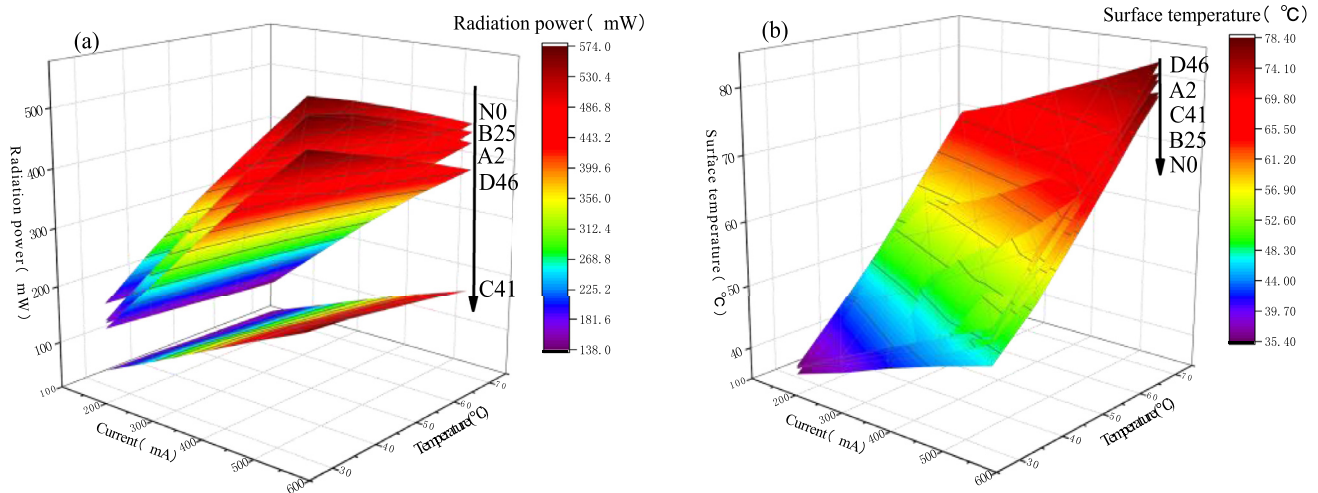 (a)
Radiation power( mW)
574.0
530.4
486.8
443.2
399.6
356.0
312.4
268.8
225.2
181.6
138.0
N0
B25
A2
D46
C41
Radiation power( mW)
500
400
300
200
100
100
200
300
400
500
600
Current( mA)
30
40
50
60
70
Temperature(℃)
(b)
Surface temperature( ℃)
78.40
74.10
69.80
65.50
61.20
56.90
52.60
48.30
44.00
39.70
35.40
D46
A2
C41
B25
N0
Surface temperature( ℃)
80
70
60
50
40
100
200
300
400
500
600
Current( mA)
30
40
50
60
70
Temperature(℃)